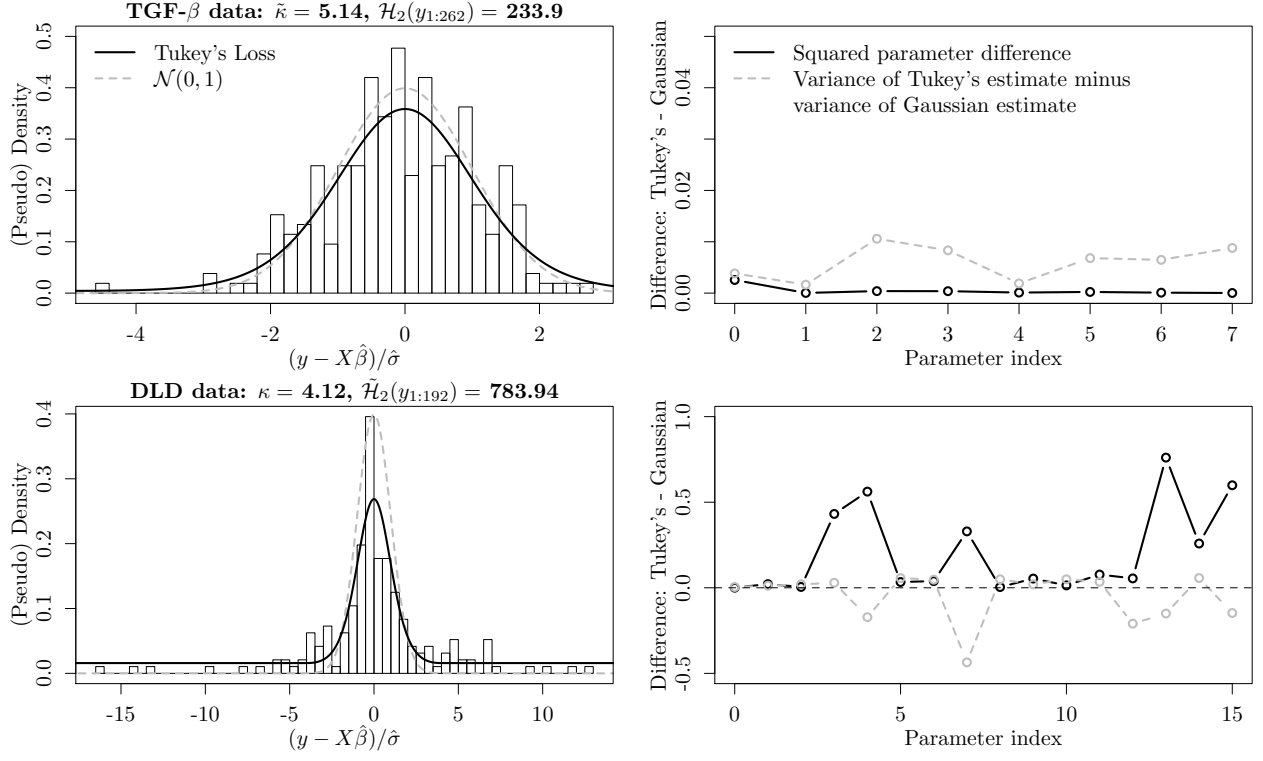 TGF-β data: κ̃ = 5.14, ℋ₂(y₁:₂₆₂) = 233.9
(Pseudo) Density
0.5
0.4
0.3
0.2
0.1
0.0
Tukey's Loss
𝒩(0, 1)
-4 -2 0 2
(y − Xβ̂)/σ̂
Difference: Tukey's - Gaussian
0.04
0.02
0.00
Squared parameter difference
Variance of Tukey's estimate minus
variance of Gaussian estimate
0 1 2 3 4 5 6 7
Parameter index
DLD data: κ = 4.12, ℋ̃₂(y₁:₁₉₂) = 783.94
(Pseudo) Density
0.4
0.3
0.2
0.1
0.0
-15 -10 -5 0 5 10
(y − Xβ̂)/σ̂
Difference: Tukey's - Gaussian
1.0
0.5
0.0
-0.5
0 5 10 15
Parameter index